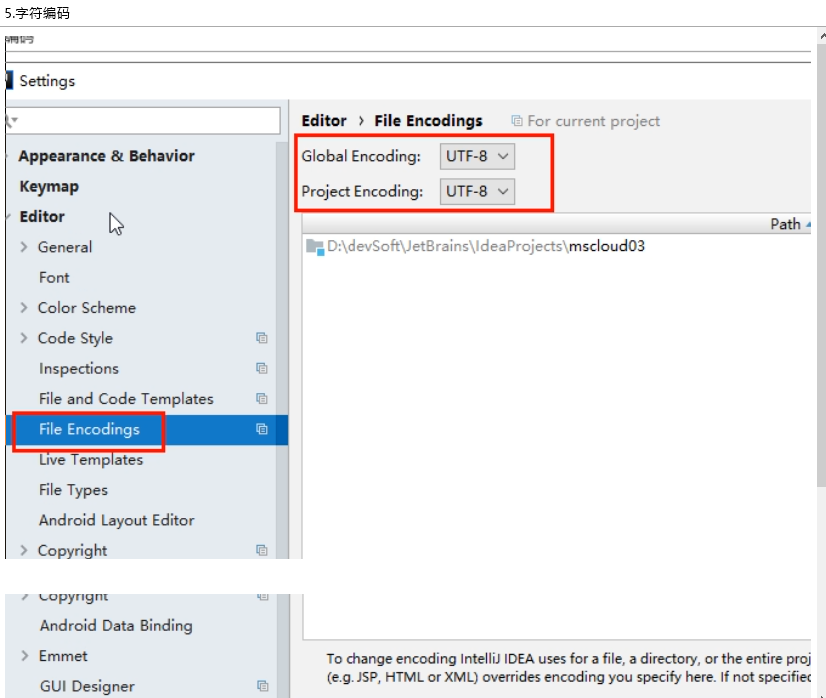 5.字符编码
编码
Settings
Editor › File Encodings For current project
Global Encoding: UTF-8
Project Encoding: UTF-8
Path
D:\devSoft\JetBrains\IdeaProjects\mscloud03
Appearance & Behavior
Keymap
Editor
General
Font
Color Scheme
Code Style
Inspections
File and Code Templates
File Encodings
Live Templates
File Types
Android Layout Editor
Copyright
Copyright
Android Data Binding
Emmet
GUI Designer
To change encoding IntelliJ IDEA uses for a file, a directory, or the entire proj
(e.g. JSP, HTML or XML) overrides encoding you specify here. If not specified